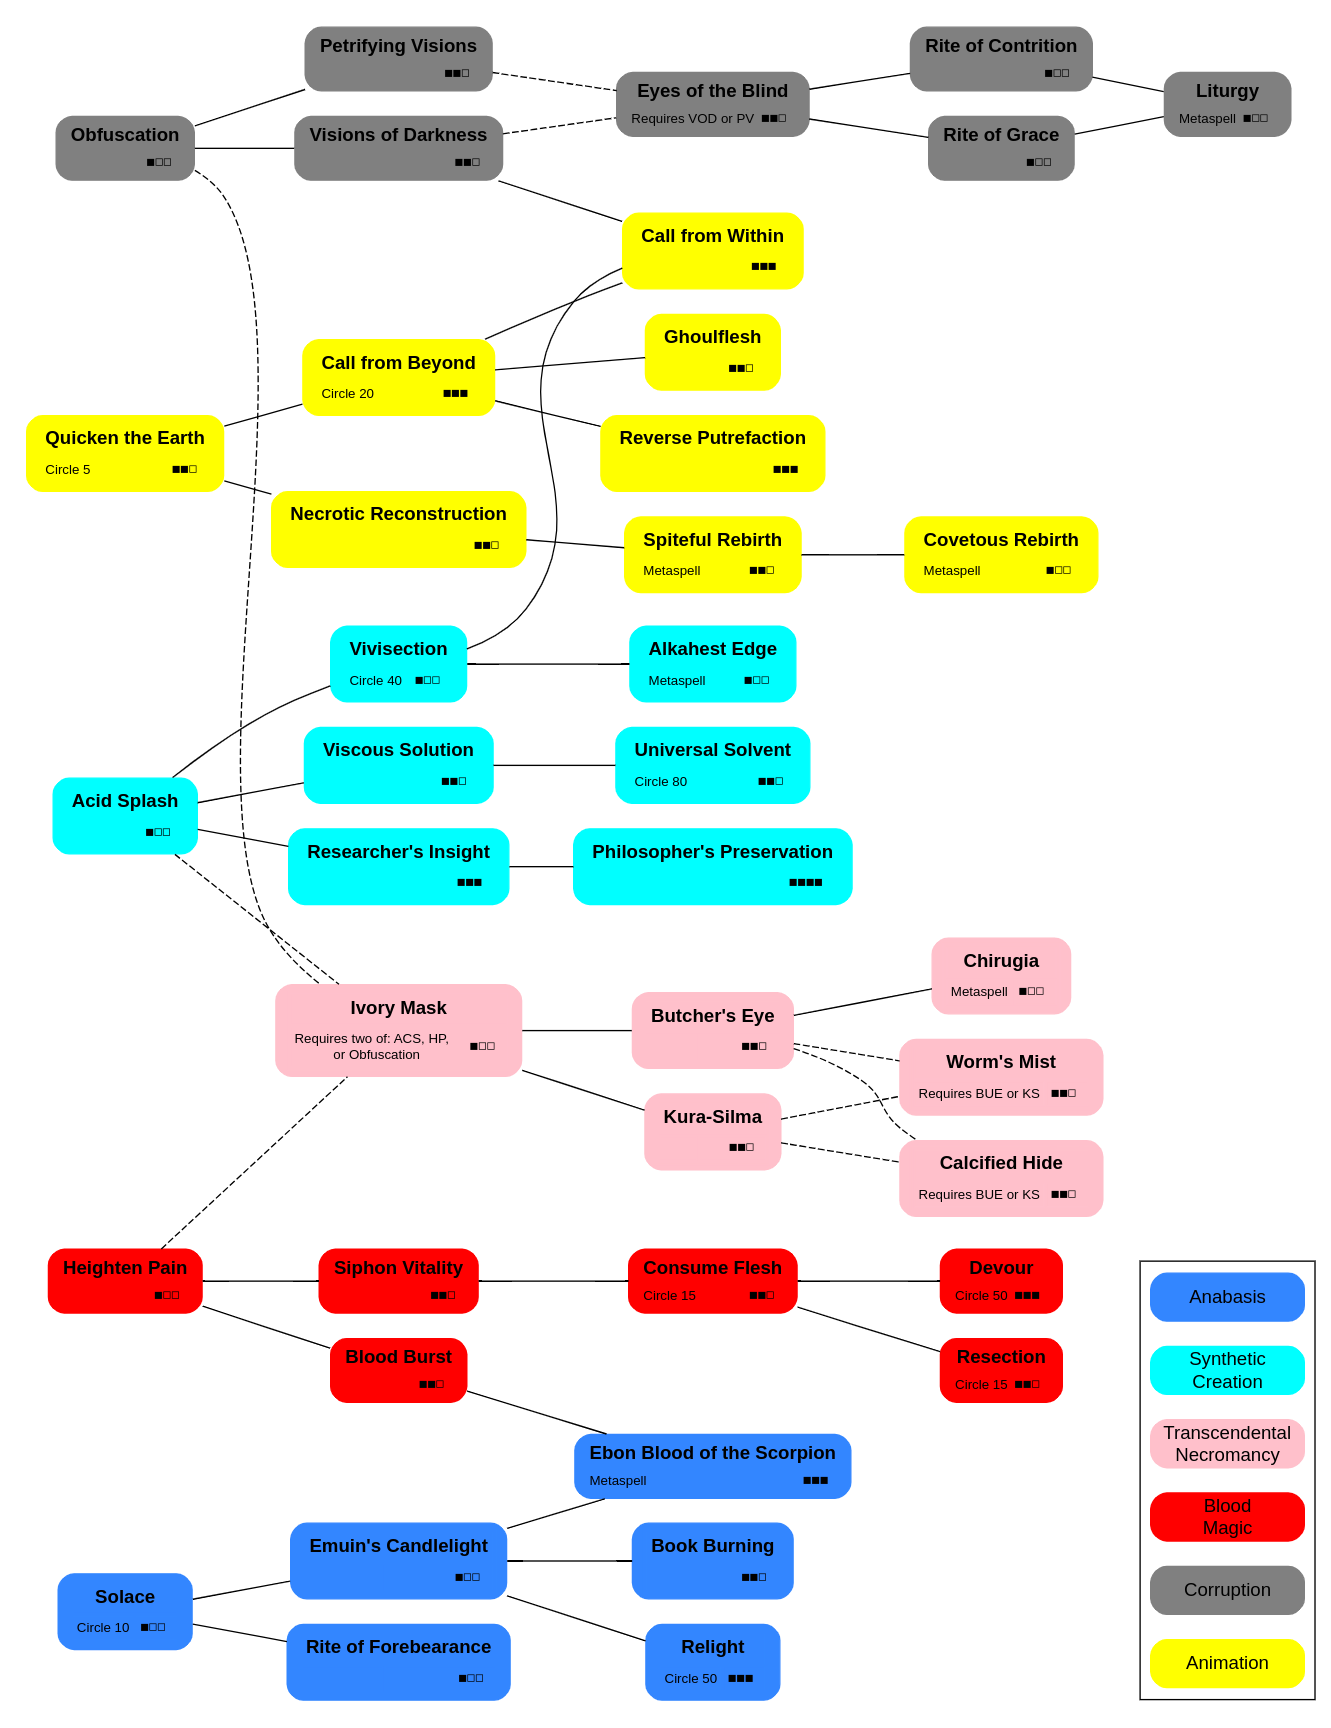 Petrifying Visions
■■□
Rite of Contrition
■□□
Eyes of the Blind
Requires VOD or PV ■■□
Liturgy
Metaspell ■□□
Obfuscation
■□□
Visions of Darkness
■■□
Rite of Grace
■□□
Call from Within
■■■
Ghoulflesh
■■□
Call from Beyond
Circle 20 ■■■
Quicken the Earth
Circle 5 ■■□
Reverse Putrefaction
■■■
Necrotic Reconstruction
■■□
Spiteful Rebirth
Metaspell ■■□
Covetous Rebirth
Metaspell ■□□
Vivisection
Circle 40 ■□□
Alkahest Edge
Metaspell ■□□
Viscous Solution
■■□
Universal Solvent
Circle 80 ■■□
Acid Splash
■□□
Researcher's Insight
■■■
Philosopher's Preservation
■■■■
Chirugia
Metaspell ■□□
Ivory Mask
Requires two of: ACS, HP,
or Obfuscation
■□□
Butcher's Eye
■■□
Worm's Mist
Requires BUE or KS ■■□
Kura-Silma
■■□
Calcified Hide
Requires BUE or KS ■■□
Heighten Pain
■□□
Siphon Vitality
■■□
Consume Flesh
Circle 15 ■■□
Devour
Circle 50 ■■■
Blood Burst
■■□
Resection
Circle 15 ■■□
Ebon Blood of the Scorpion
Metaspell ■■■
Emuin's Candlelight
■□□
Book Burning
■■□
Solace
Circle 10 ■□□
Rite of Forebearance
■□□
Relight
Circle 50 ■■■
Anabasis
Synthetic
Creation
Transcendental
Necromancy
Blood
Magic
Corruption
Animation